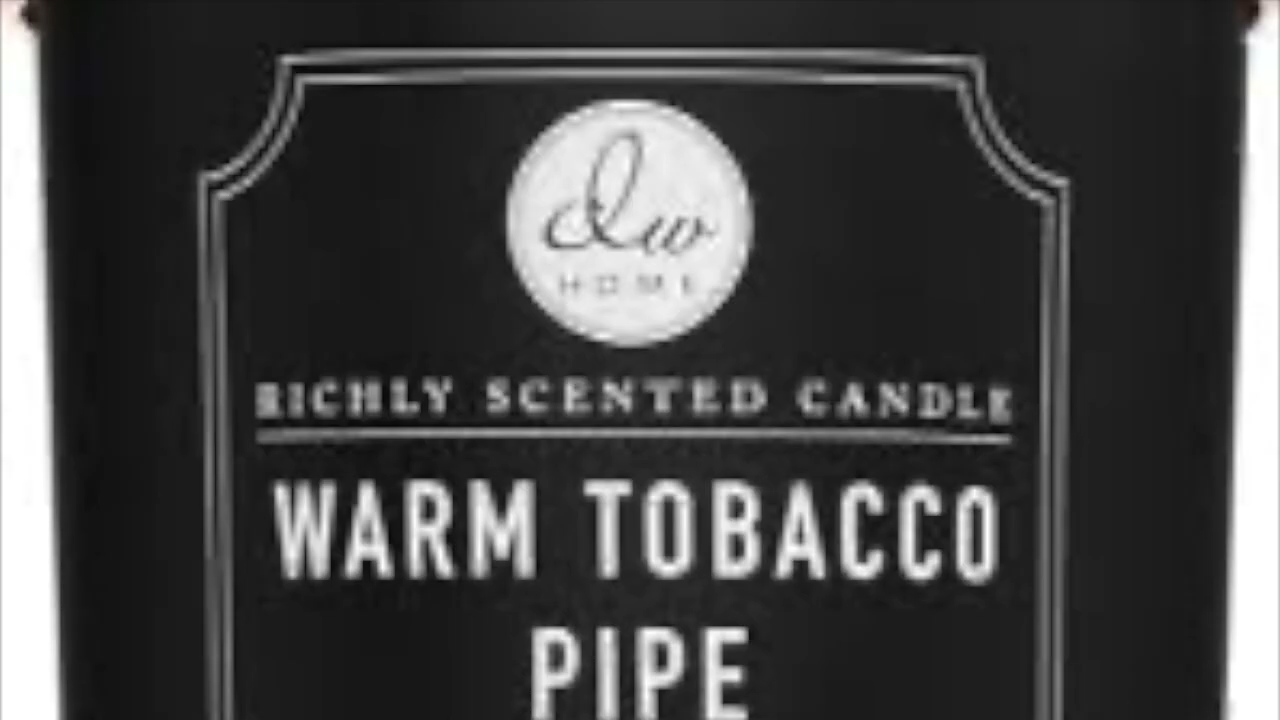 dw
HOME
RICHLY SCENTED CANDLE
WARM TOBACCO
PIPE